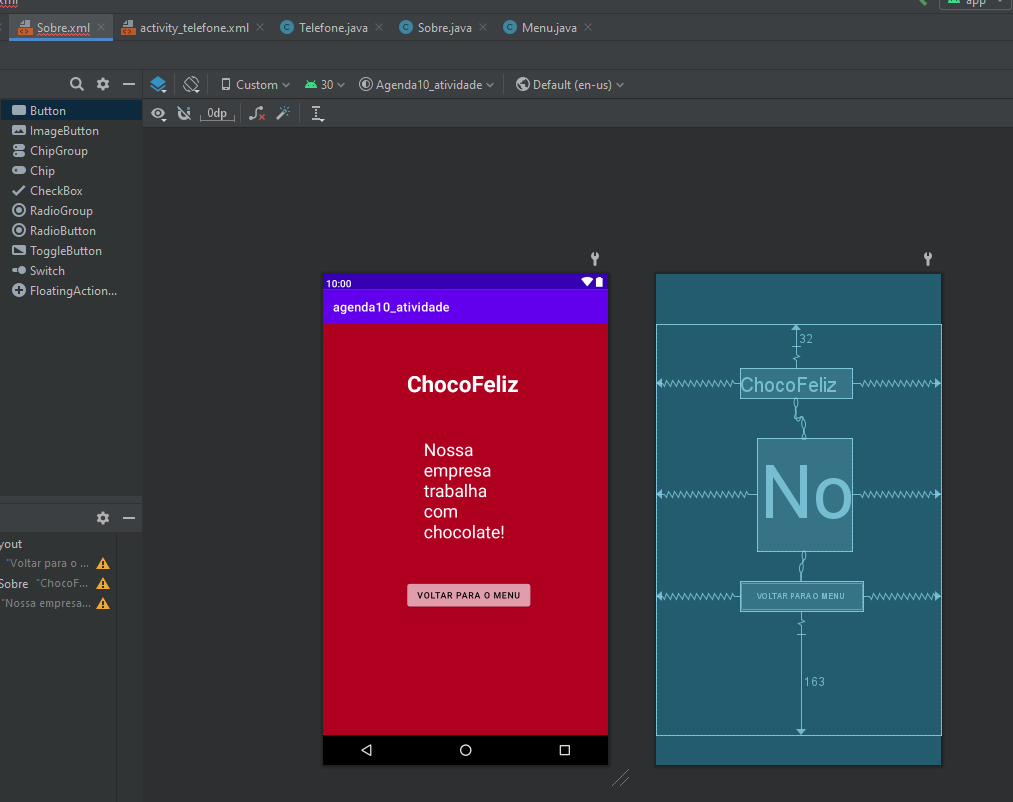 xml
app
Sobre.xml
activity_telefone.xml
Telefone.java
Sobre.java
Menu.java
Custom
30
Agenda10_atividade
Default (en-us)
0dp
Button
ImageButton
ChipGroup
Chip
CheckBox
RadioGroup
RadioButton
ToggleButton
Switch
FloatingAction...
10:00
agenda10_atividade
ChocoFeliz
Nossa
empresa
trabalha
com
chocolate!
VOLTAR PARA O MENU
32
ChocoFeliz
No
VOLTAR PARA O MENU
163
yout
"Voltar para o ...
Sobre "ChocoF...
"Nossa empresa...